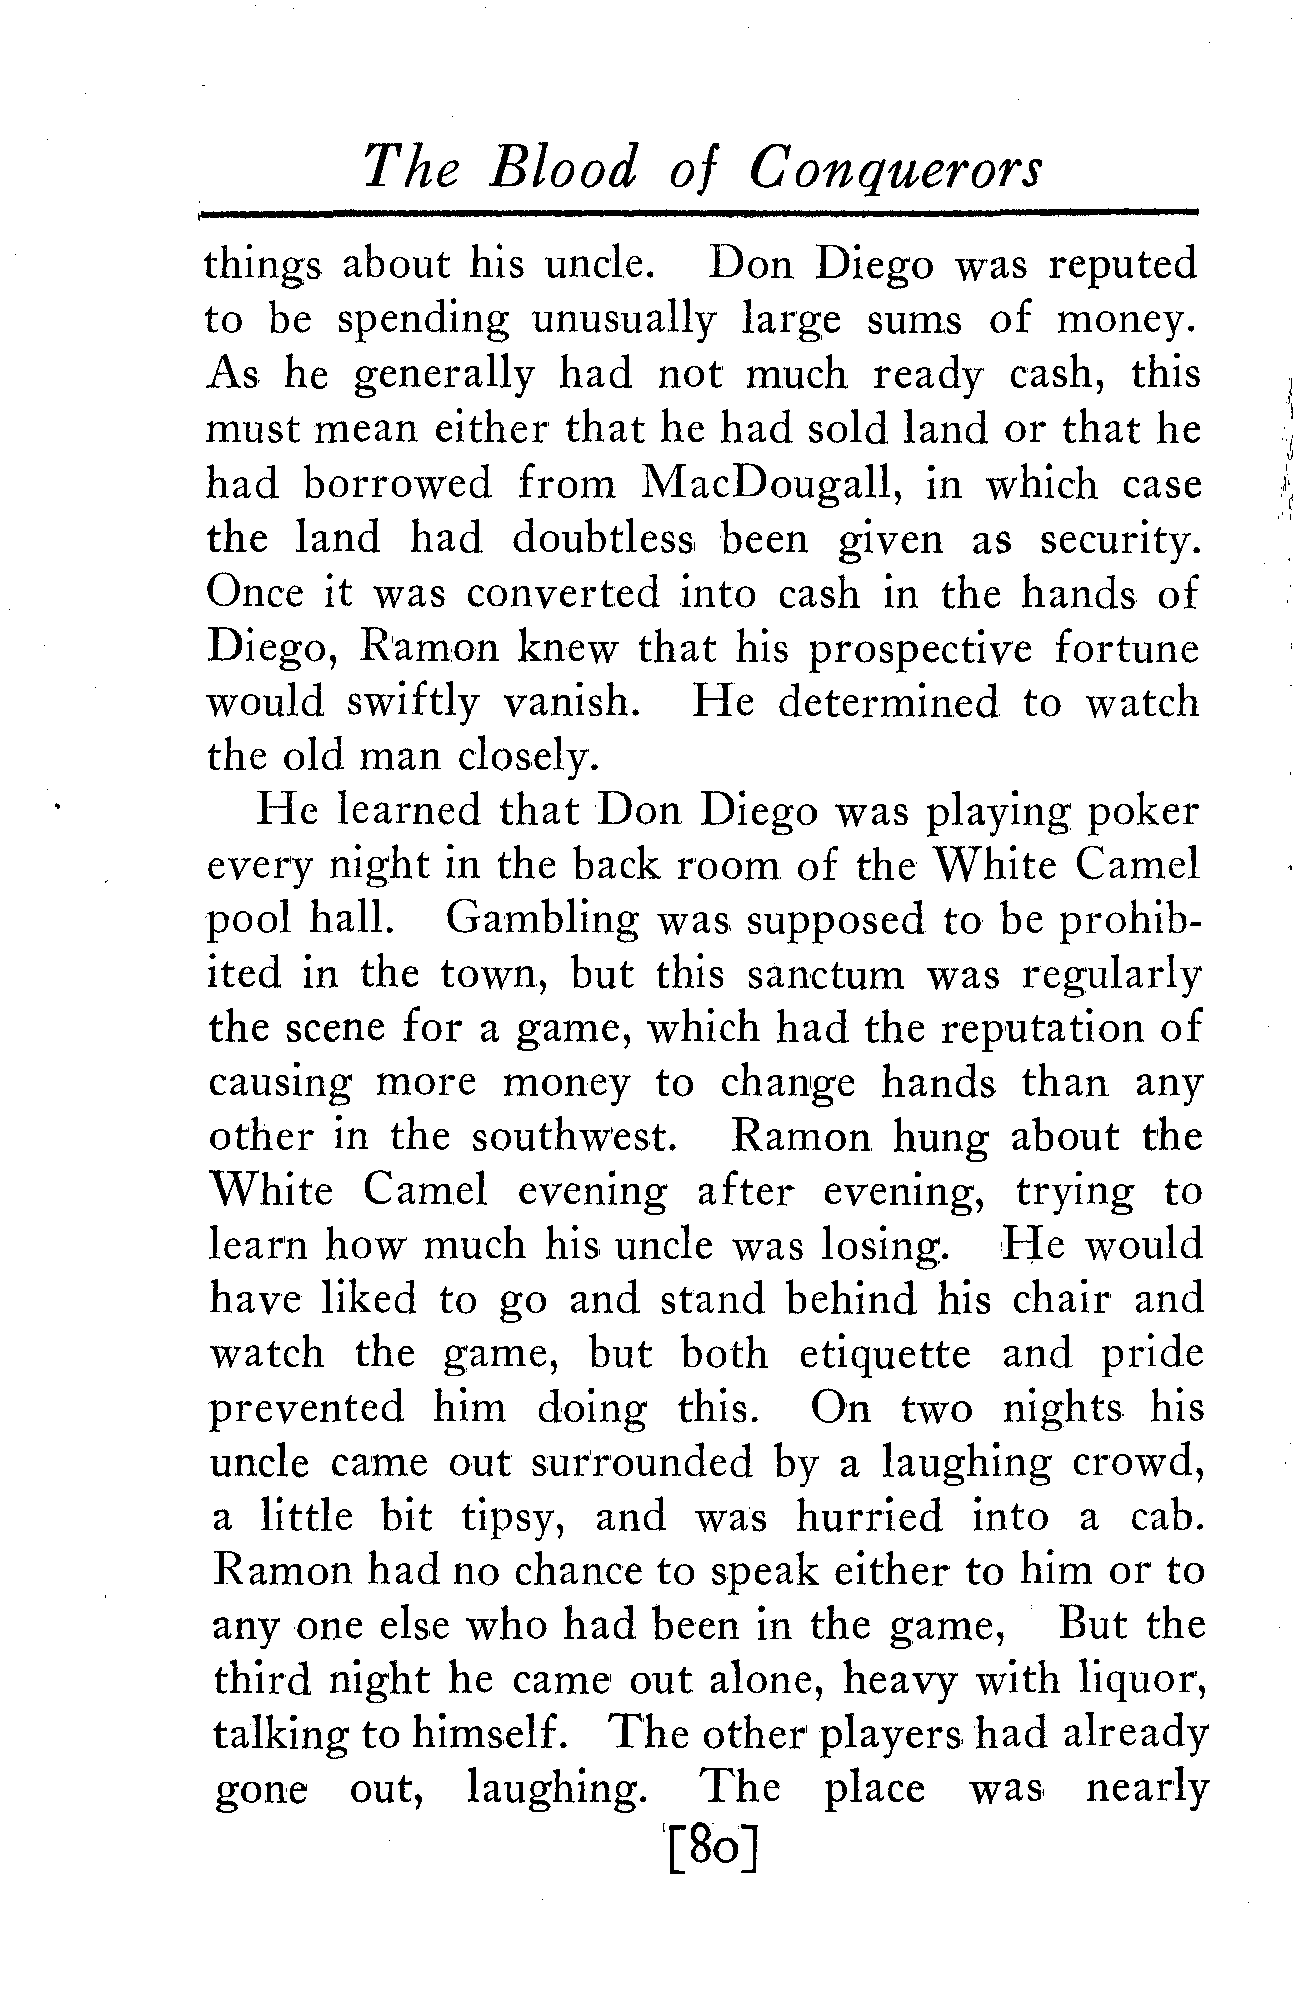 The Blood of Conquerors
things about his uncle. Don Diego was reputed
to be spending unusually large sums of money.
As he generally had not much ready cash, this
must mean either that he had sold land or that he
had borrowed from MacDougall, in which case
the land had doubtless been given as security.
Once it was converted into cash in the hands of
Diego, Ramon knew that his prospective fortune
would swiftly vanish. He determined to watch
the old man closely.
He learned that Don Diego was playing poker
every night in the back room of the White Camel
pool hall. Gambling was supposed to be prohib-
ited in the town, but this sanctum was regularly
the scene for a game, which had the reputation of
causing more money to change hands than any
other in the southwest. Ramon hung about the
White Camel evening after evening, trying to
learn how much his uncle was losing. He would
have liked to go and stand behind his chair and
watch the game, but both etiquette and pride
prevented him doing this. On two nights his
uncle came out surrounded by a laughing crowd,
a little bit tipsy, and was hurried into a cab.
Ramon had no chance to speak either to him or to
any one else who had been in the game, But the
third night he came out alone, heavy with liquor,
talking to himself. The other players had already
gone out, laughing. The place was nearly
[80]